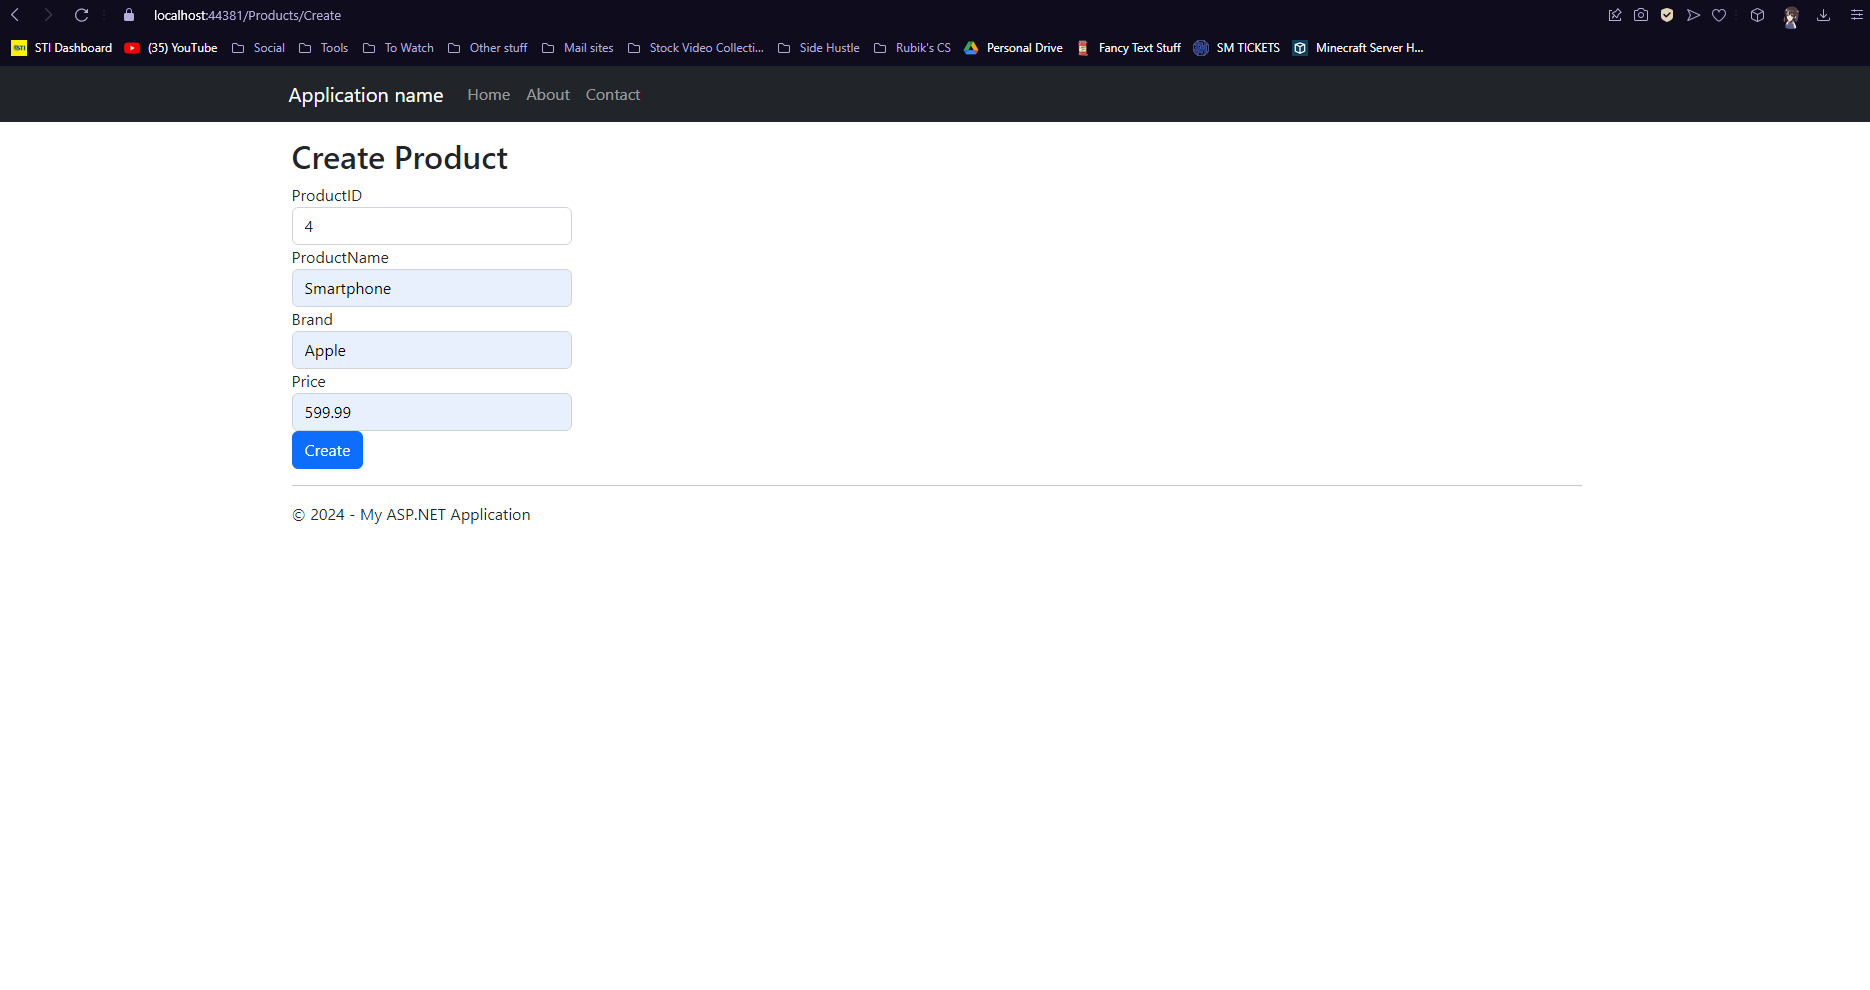 localhost:44381/Products/Create
STI STI Dashboard (35) YouTube Social Tools To Watch Other stuff Mail sites Stock Video Collecti... Side Hustle Rubik's CS Personal Drive Fancy Text Stuff SM TICKETS Minecraft Server H...
Application name Home About Contact
Create Product
ProductID
4
ProductName
Smartphone
Brand
Apple
Price
599.99
Create
© 2024 - My ASP.NET Application